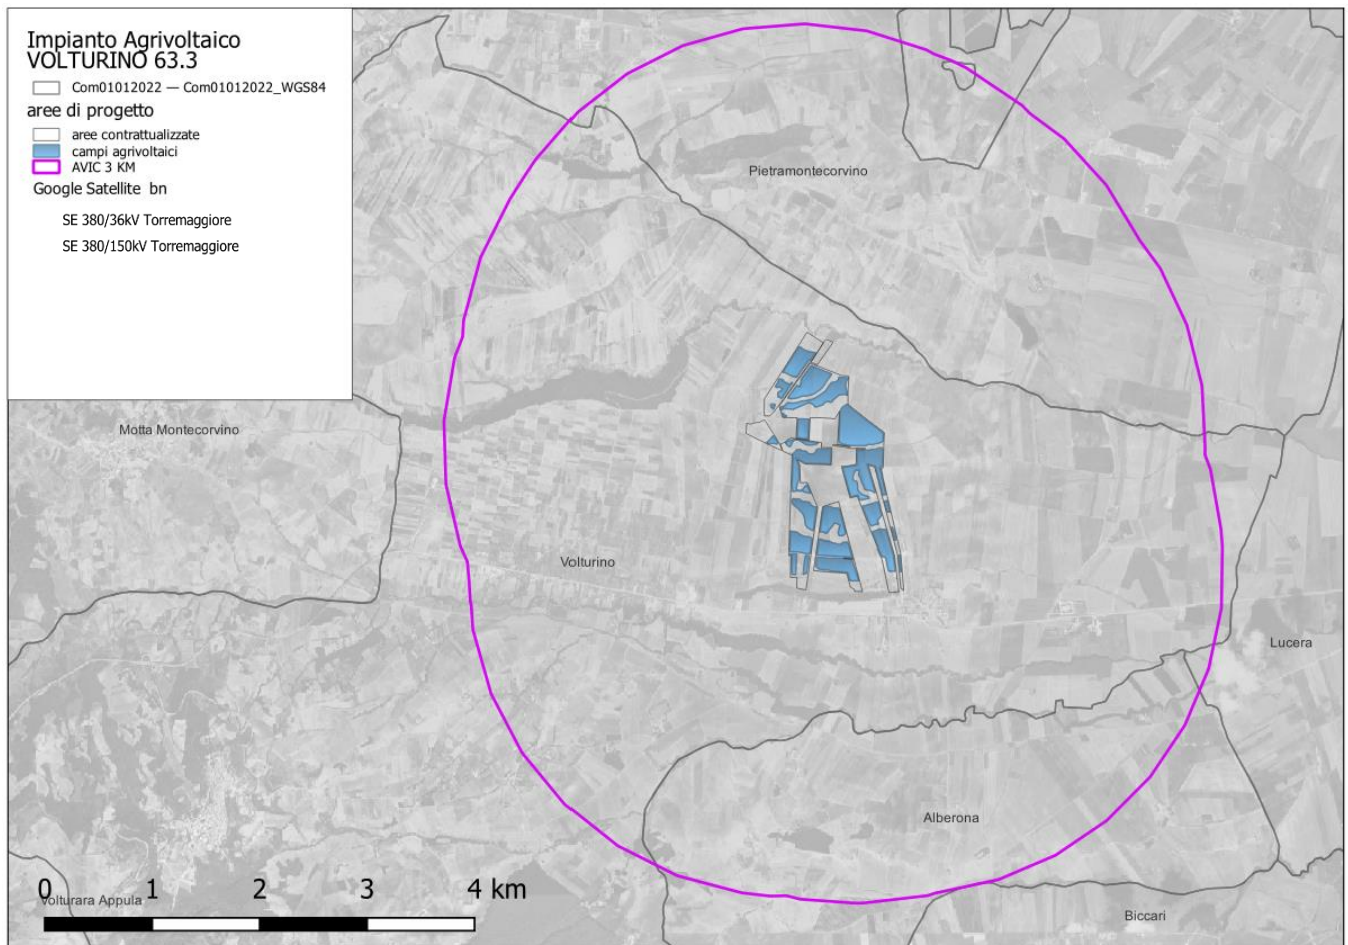 Impianto Agrivoltaico
VOLTURINO 63.3
Com01012022 — Com01012022_WGS84
aree di progetto
aree contrattualizzate
campi agrivoltaici
AVIC 3 KM
Google Satellite bn
SE 380/36kV Torremaggiore
SE 380/150kV Torremaggiore
Pietramontecorvino
Motta Montecorvino
Volturino
Lucera
Alberona
0 1 2 3 4 km
olturara Appula
Biccari